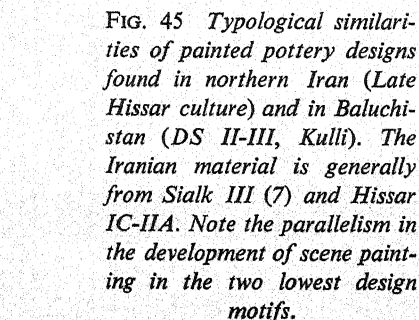 FIG. 45 Typological similari-
ties of painted pottery designs
found in northern Iran (Late
Hissar culture) and in Baluchi-
stan (DS II-III, Kulli). The
Iranian material is generally
from Sialk III (7) and Hissar
IC-IIA. Note the parallelism in
the development of scene paint-
ing in the two lowest design
motifs.